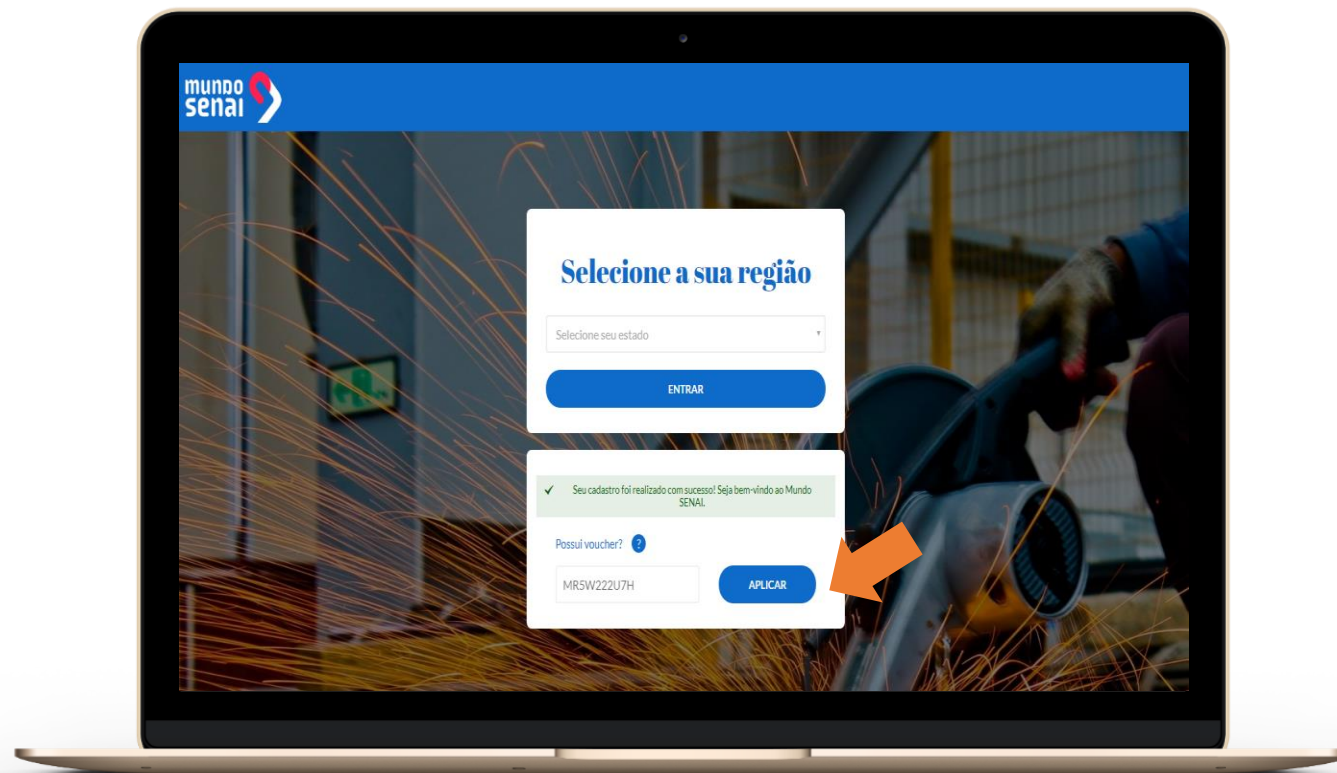 mundo
senai
Selecione a sua região
Selecione seu estado
ENTRAR
Seu cadastro foi realizado com sucesso! Seja bem-vindo ao Mundo
SENAI.
Possui voucher? ?
MR5W222U7H APLICAR